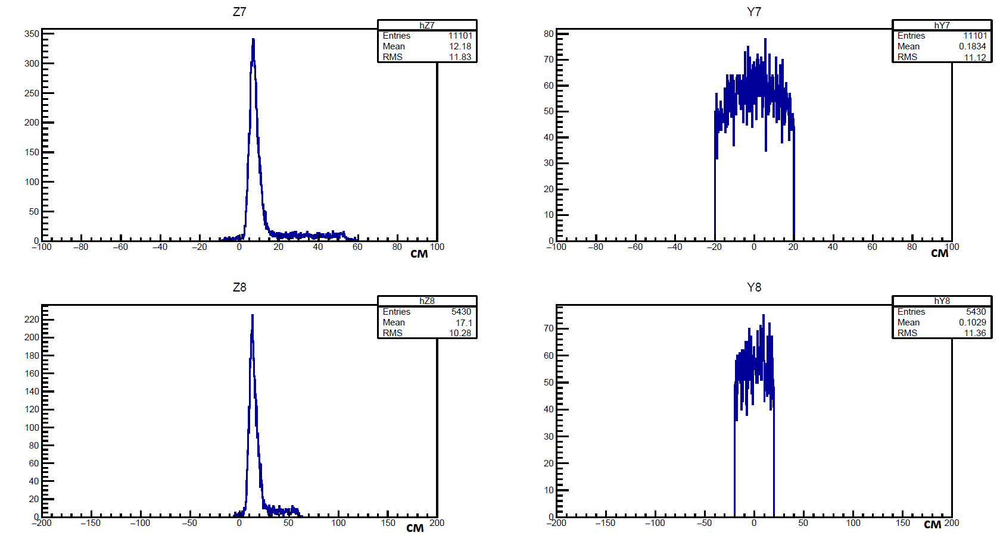 Z7
hZ7
Entries 11101
Mean 12.18
RMS 11.83
350
300
250
200
150
100
50
0
−100 −80 −60 −40 −20 0 20 40 60 80 100
CM
Y7
hY7
Entries 11101
Mean 0.1834
RMS 11.12
80
70
60
50
40
30
20
10
0
−100 −80 −60 −40 −20 0 20 40 60 80 100
CM
Z8
hZ8
Entries 5430
Mean 17.1
RMS 10.28
220
200
180
160
140
120
100
80
60
40
20
0
−200 −150 −100 −50 0 50 100 150 200
CM
Y8
hY8
Entries 5430
Mean 0.1029
RMS 11.36
70
60
50
40
30
20
10
0
−200 −150 −100 −50 0 50 100 150 200
CM